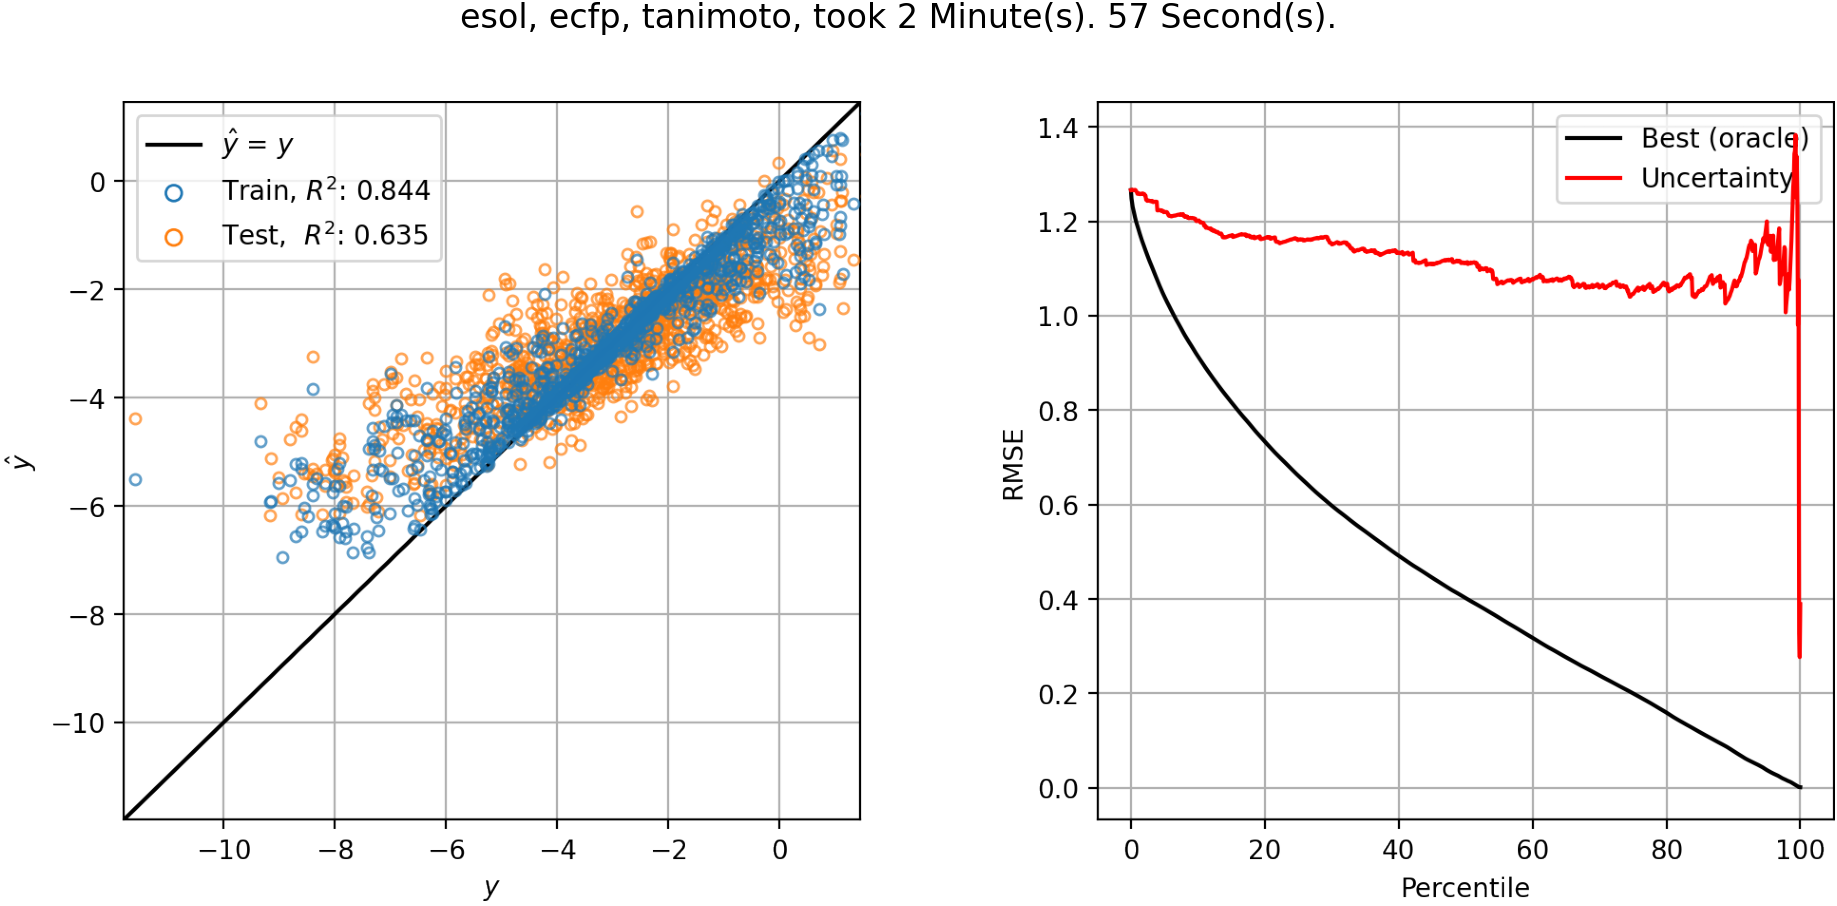 esol, ecfp, tanimoto, took 2 Minute(s). 57 Second(s).
ŷ = y
Train, R²: 0.844
Test, R²: 0.635
0
−2
−4
−6
−8
−10
ŷ
−10 −8 −6 −4 −2 0
y
Best (oracle)
Uncertainty
1.4
1.2
1.0
0.8
0.6
0.4
0.2
0.0
RMSE
0 20 40 60 80 100
Percentile